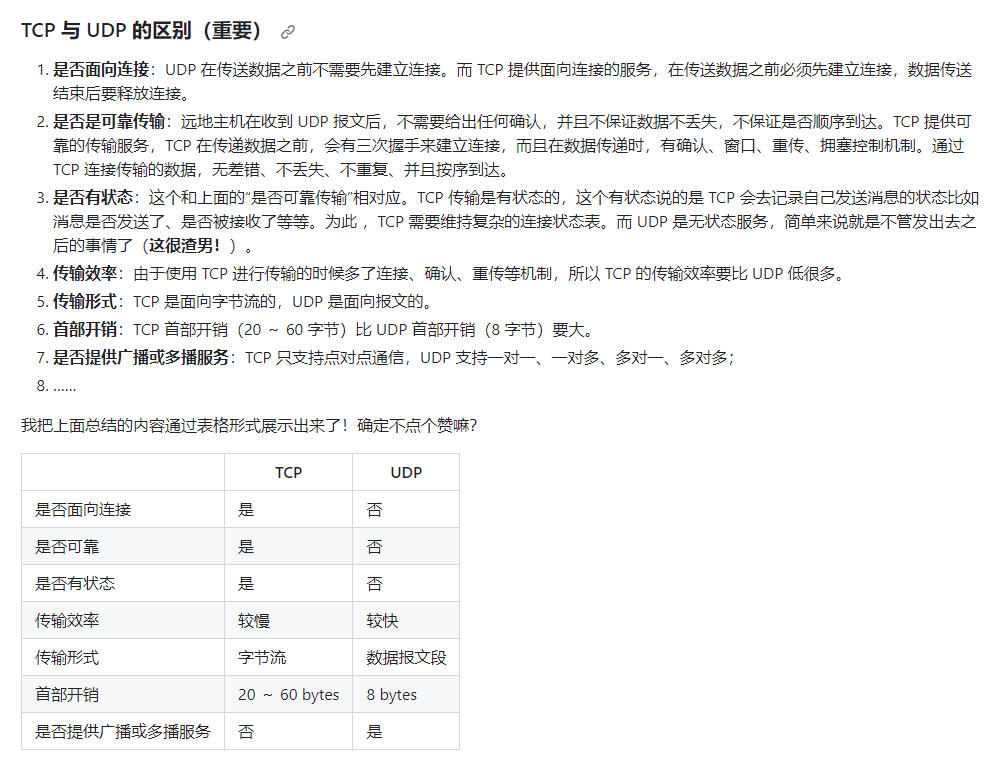 TCP 与 UDP 的区别（重要）
1. 是否面向连接：UDP 在传送数据之前不需要先建立连接。而 TCP 提供面向连接的服务，在传送数据之前必须先建立连接，数据传送
结束后要释放连接。
2. 是否是可靠传输：远地主机在收到 UDP 报文后，不需要给出任何确认，并且不保证数据不丢失，不保证是否顺序到达。TCP 提供可
靠的传输服务，TCP 在传递数据之前，会有三次握手来建立连接，而且在数据传递时，有确认、窗口、重传、拥塞控制机制。通过
TCP 连接传输的数据，无差错、不丢失、不重复、并且按序到达。
3. 是否有状态：这个和上面的“是否可靠传输”相对应。TCP 传输是有状态的，这个有状态说的是 TCP 会去记录自己发送消息的状态比如
消息是否发送了、是否被接收了等等。为此 ，TCP 需要维持复杂的连接状态表。而 UDP 是无状态服务，简单来说就是不管发出去之
后的事情了（这很渣男！）。
4. 传输效率：由于使用 TCP 进行传输的时候多了连接、确认、重传等机制，所以 TCP 的传输效率要比 UDP 低很多。
5. 传输形式：TCP 是面向字节流的，UDP 是面向报文的。
6. 首部开销：TCP 首部开销（20 ～ 60 字节）比 UDP 首部开销（8 字节）要大。
7. 是否提供广播或多播服务：TCP 只支持点对点通信，UDP 支持一对一、一对多、多对一、多对多；
8. ......
我把上面总结的内容通过表格形式展示出来了！确定不点个赞嘛？
TCP UDP
是否面向连接 是 否
是否可靠 是 否
是否有状态 是 否
传输效率 较慢 较快
传输形式 字节流 数据报文段
首部开销 20 ～ 60 bytes 8 bytes
是否提供广播或多播服务 否 是